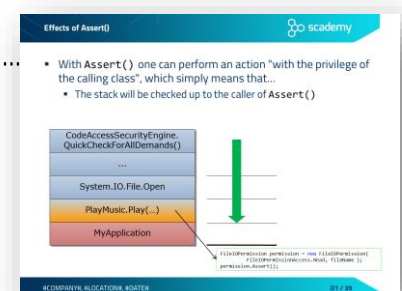 Effects of Assert()
scademy
With Assert() one can perform an action "with the privilege of
the calling class", which simply means that...
The stack will be checked up to the caller of Assert()
CodeAccessSecurityEngine.
QuickCheckForAllDemands()
...
System.IO.File.Open
PlayMusic.Play(...)
MyApplication
FileIOPermission permission = new FileIOPermission(
FileIOPermissionAccess.Read, fileName );
permission.Assert();
#COMPANY#, #LOCATION#, #DATE#
D1 / 39